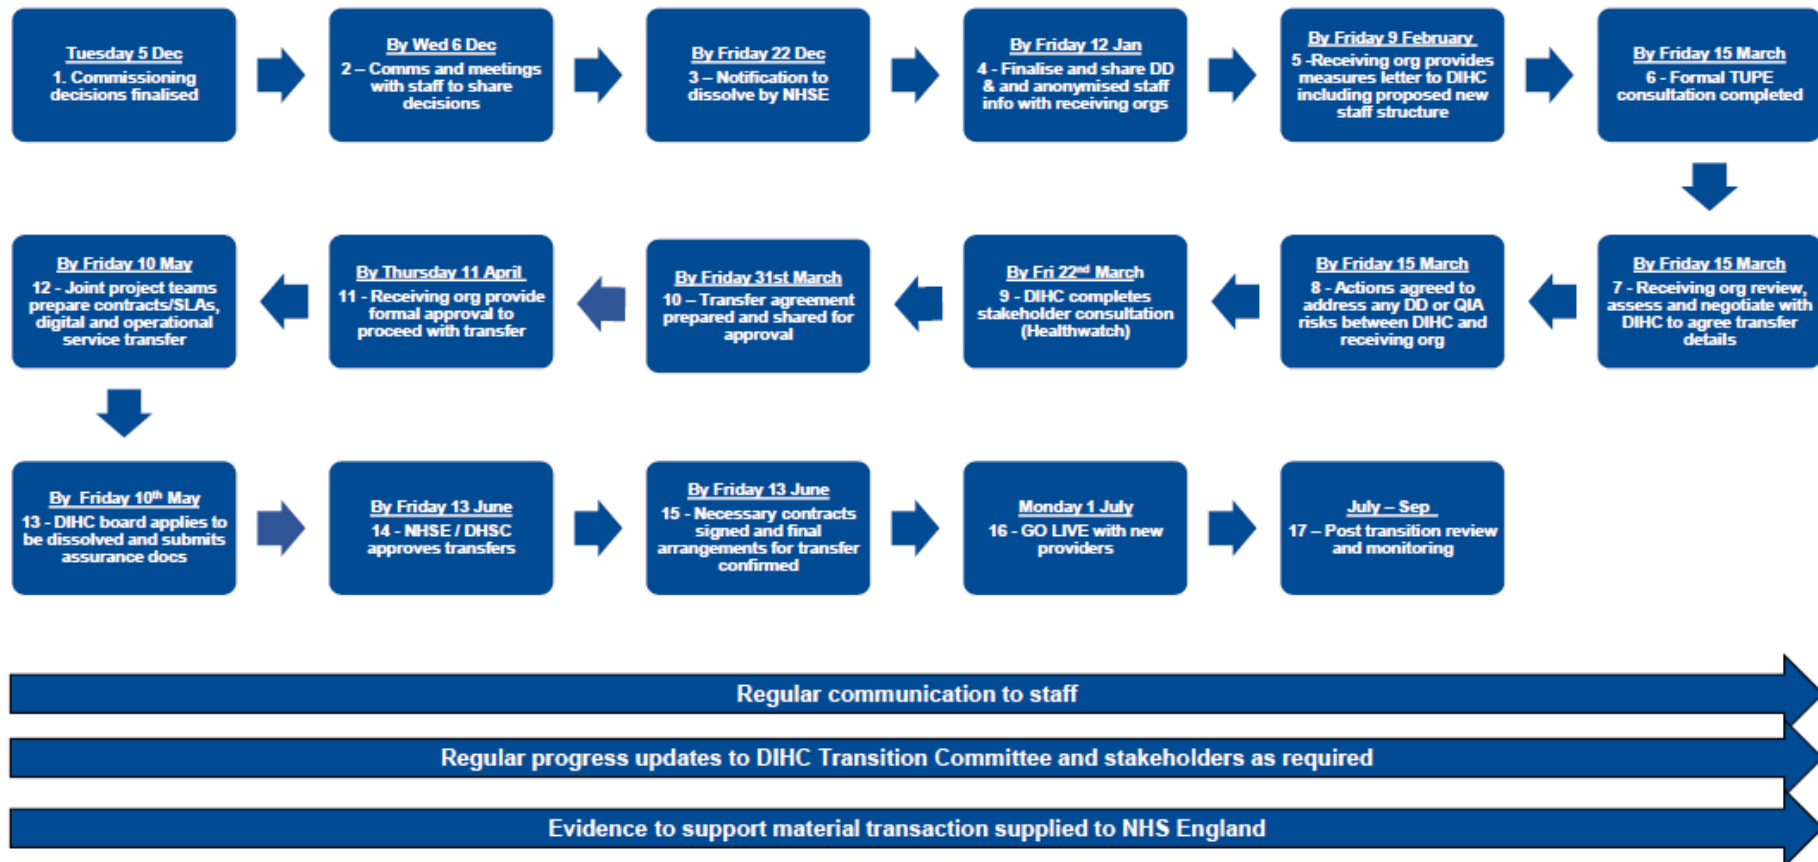 Tuesday 5 Dec
1. Commissioning
decisions finalised
By Wed 6 Dec
2 – Comms and meetings
with staff to share
decisions
By Friday 22 Dec
3 – Notification to
dissolve by NHSE
By Friday 12 Jan
4 - Finalise and share DD
& and anonymised staff
info with receiving orgs
By Friday 9 February
5 -Receiving org provides
measures letter to DIHC
including proposed new
staff structure
By Friday 15 March
6 - Formal TUPE
consultation completed
By Friday 15 March
7 - Receiving org review,
assess and negotiate with
DIHC to agree transfer
details
By Friday 15 March
8 - Actions agreed to
address any DD or QIA
risks between DIHC and
receiving org
By Fri 22nd March
9 - DIHC completes
stakeholder consultation
(Healthwatch)
By Friday 31st March
10 – Transfer agreement
prepared and shared for
approval
By Thursday 11 April
11 - Receiving org provide
formal approval to
proceed with transfer
By Friday 10 May
12 - Joint project teams
prepare contracts/SLAs,
digital and operational
service transfer
By Friday 10th May
13 - DIHC board applies to
be dissolved and submits
assurance docs
By Friday 13 June
14 - NHSE / DHSC
approves transfers
By Friday 13 June
15 - Necessary contracts
signed and final
arrangements for transfer
confirmed
Monday 1 July
16 - GO LIVE with new
providers
July – Sep
17 – Post transition review
and monitoring
Regular communication to staff
Regular progress updates to DIHC Transition Committee and stakeholders as required
Evidence to support material transaction supplied to NHS England